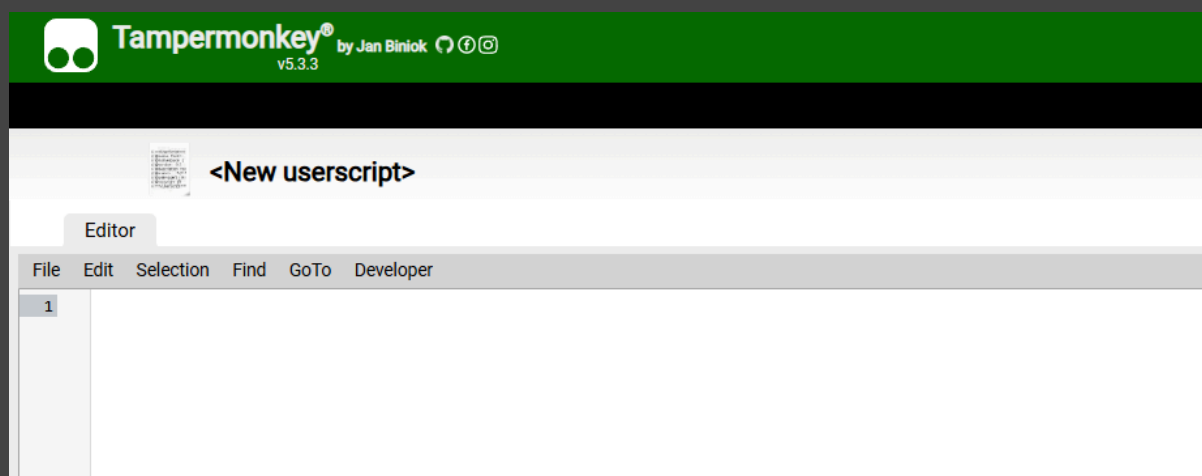 Tampermonkey® by Jan Biniok
v5.3.3
<New userscript>
Editor
File Edit Selection Find GoTo Developer
1